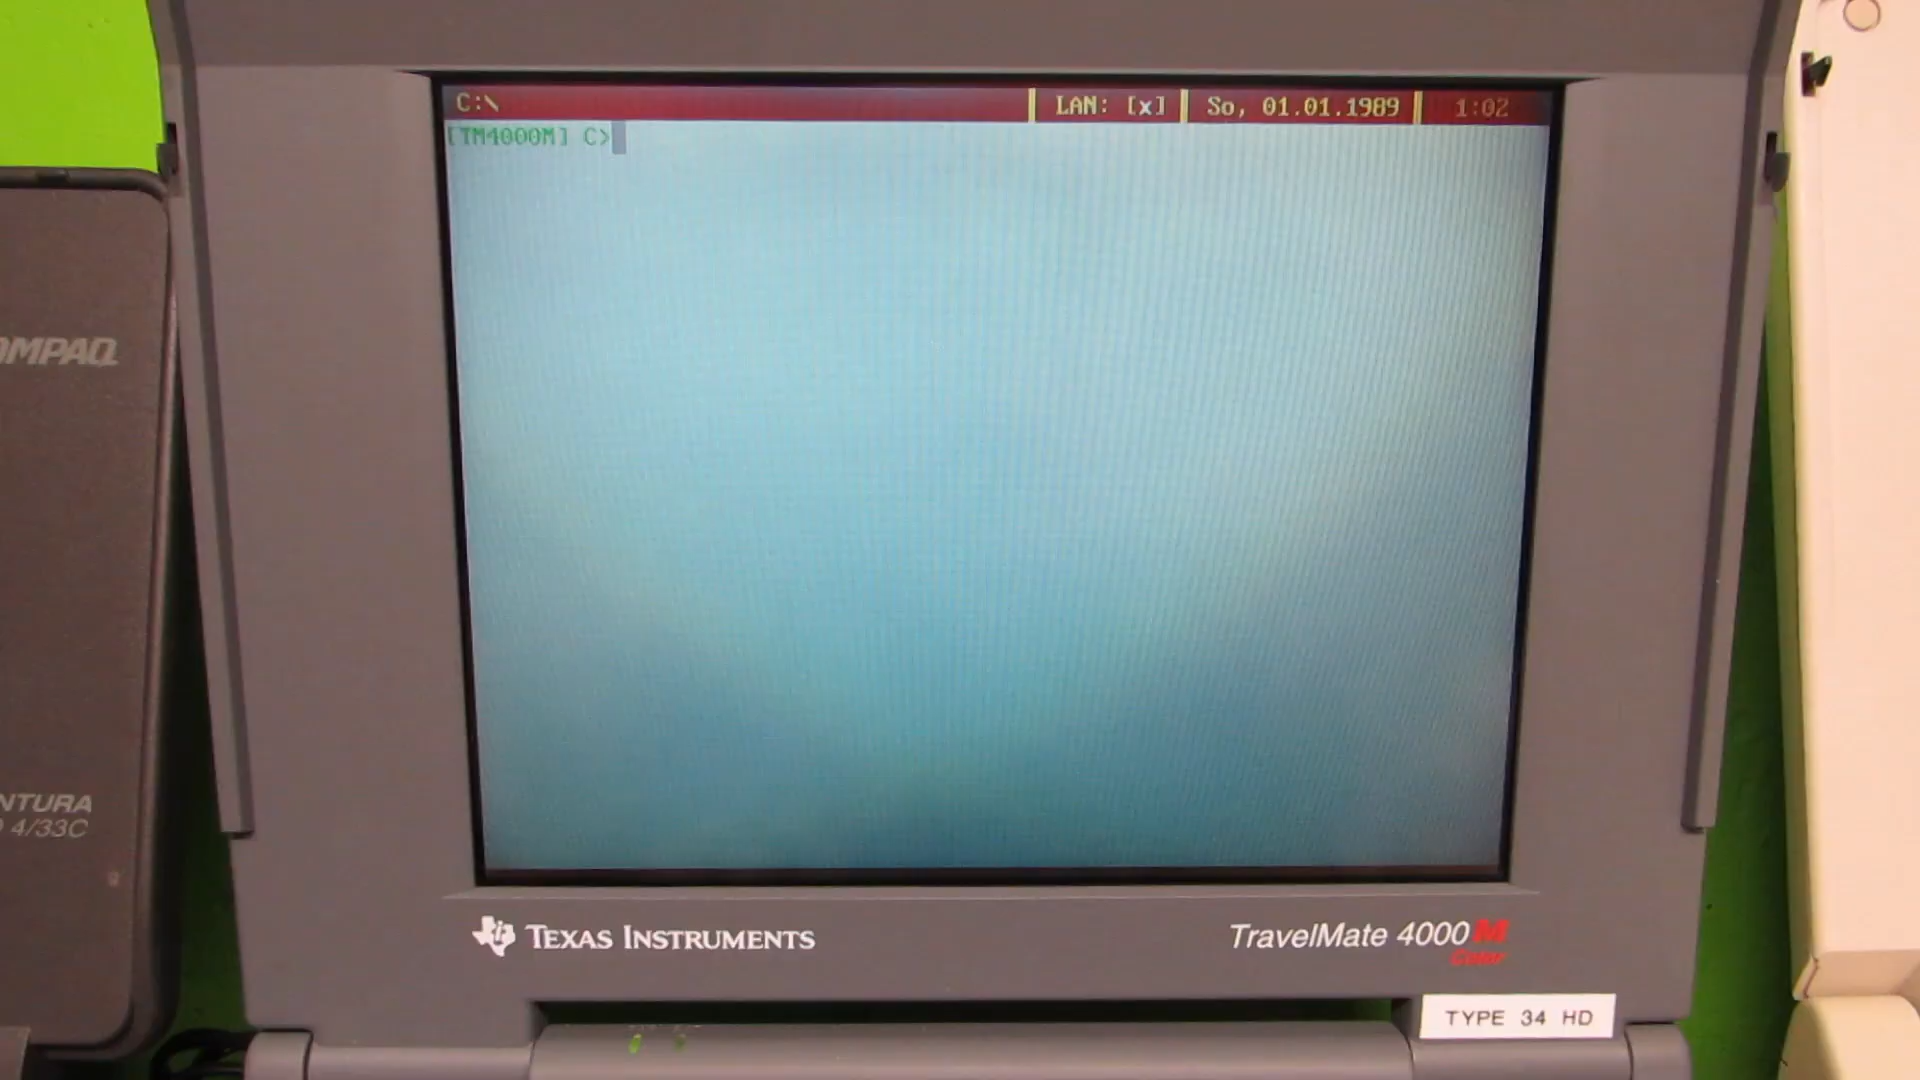 C:\ LAN: [x] So, 01.01.1989 1:02
[TM4000M] C>
OMPAQ
NTURA
4/33C
TEXAS INSTRUMENTS
TravelMate 4000M
Color
TYPE 34 HD